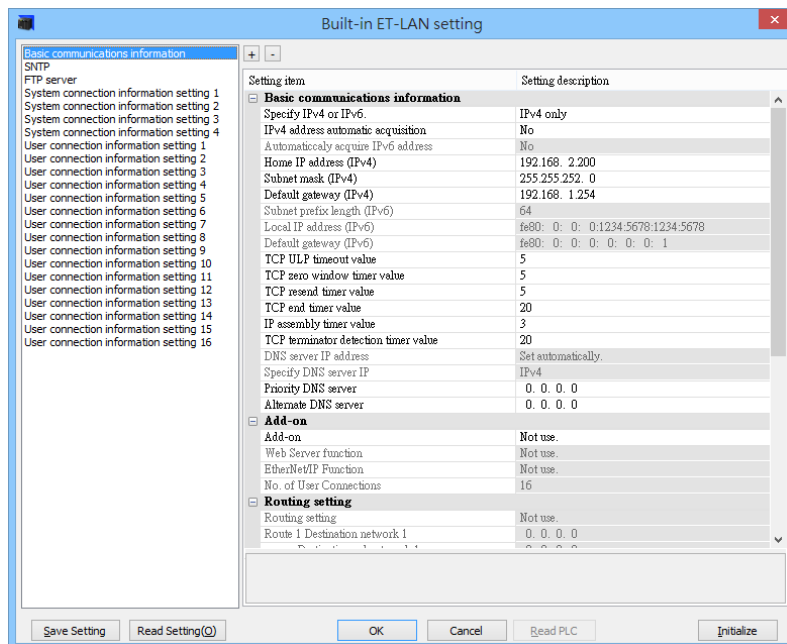 Built-in ET-LAN setting
Basic communications information
SNTP
FTP server
System connection information setting 1
System connection information setting 2
System connection information setting 3
System connection information setting 4
User connection information setting 1
User connection information setting 2
User connection information setting 3
User connection information setting 4
User connection information setting 5
User connection information setting 6
User connection information setting 7
User connection information setting 8
User connection information setting 9
User connection information setting 10
User connection information setting 11
User connection information setting 12
User connection information setting 13
User connection information setting 14
User connection information setting 15
User connection information setting 16
+ -
Setting item Setting description
Basic communications information
Specify IPv4 or IPv6. IPv4 only
IPv4 address automatic acquisition No
Automaticcaly acquire IPv6 address No
Home IP address (IPv4) 192.168. 2.200
Subnet mask (IPv4) 255.255.252. 0
Default gateway (IPv4) 192.168. 1.254
Subnet prefix length (IPv6) 64
Local IP address (IPv6) fe80: 0: 0: 0:1234:5678:1234:5678
Default gateway (IPv6) fe80: 0: 0: 0: 0: 0: 0: 1
TCP ULP timeout value 5
TCP zero window timer value 5
TCP resend timer value 5
TCP end timer value 20
IP assembly timer value 3
TCP terminator detection timer value 20
DNS server IP address Set automatically.
Specify DNS server IP IPv4
Priority DNS server 0. 0. 0. 0
Alternate DNS server 0. 0. 0. 0
Add-on
Add-on Not use.
Web Server function Not use.
EtherNet/IP Function Not use.
No. of User Connections 16
Routing setting
Routing setting Not use.
Route 1 Destination network 1 0. 0. 0. 0
Save Setting Read Setting(O) OK Cancel Read PLC Initialize